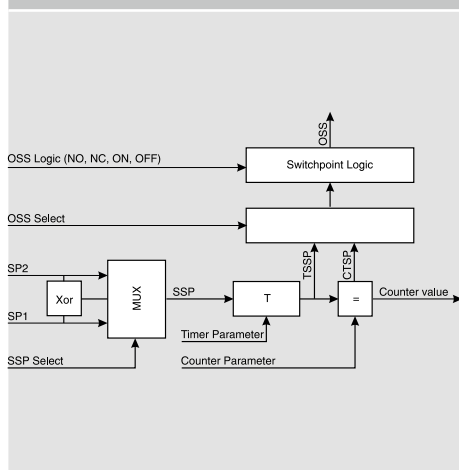 OSS
OSS Logic (NO, NC, ON, OFF)
Switchpoint Logic
OSS Select
TSSP
CTSP
SP2
Xor
MUX
SSP
T
=
Counter value
SP1
Timer Parameter
SSP Select
Counter Parameter